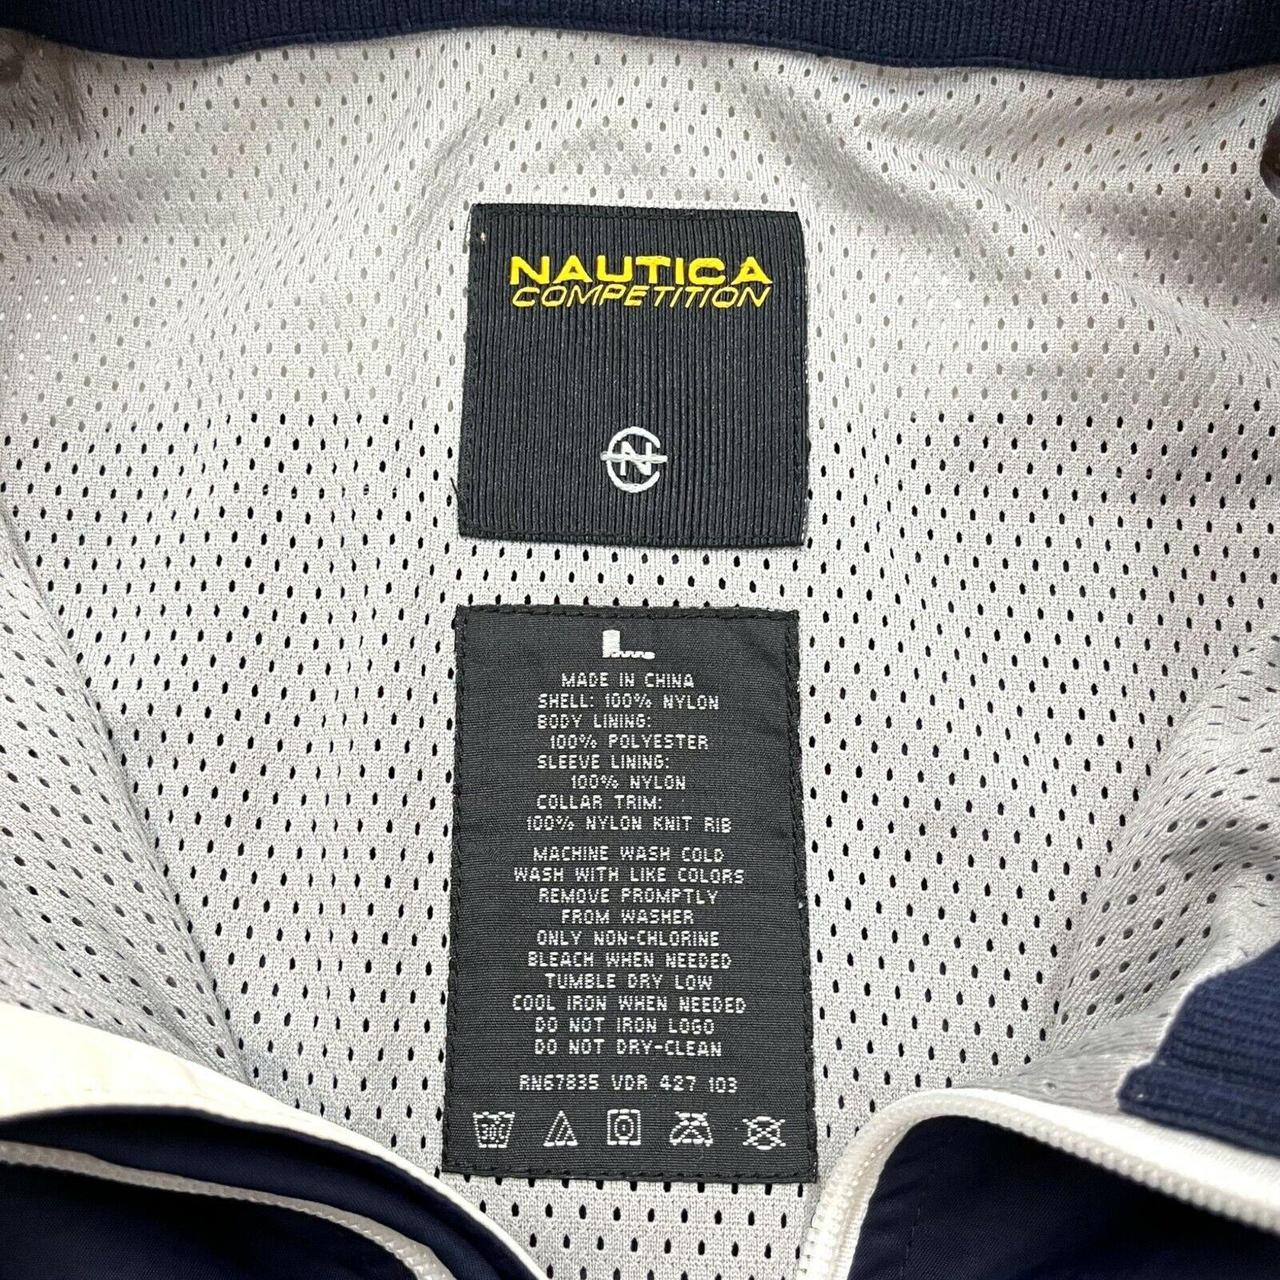 NAUTICA
COMPETITION
N
L
MADE IN CHINA
SHELL: 100% NYLON
BODY LINING:
100% POLYESTER
SLEEVE LINING:
100% NYLON
COLLAR TRIM:
100% NYLON KNIT RIB
MACHINE WASH COLD
WASH WITH LIKE COLORS
REMOVE PROMPTLY
FROM WASHER
ONLY NON-CHLORINE
BLEACH WHEN NEEDED
TUMBLE DRY LOW
COOL IRON WHEN NEEDED
DO NOT IRON LOGO
DO NOT DRY-CLEAN
RN67835 VDR 427 103
30